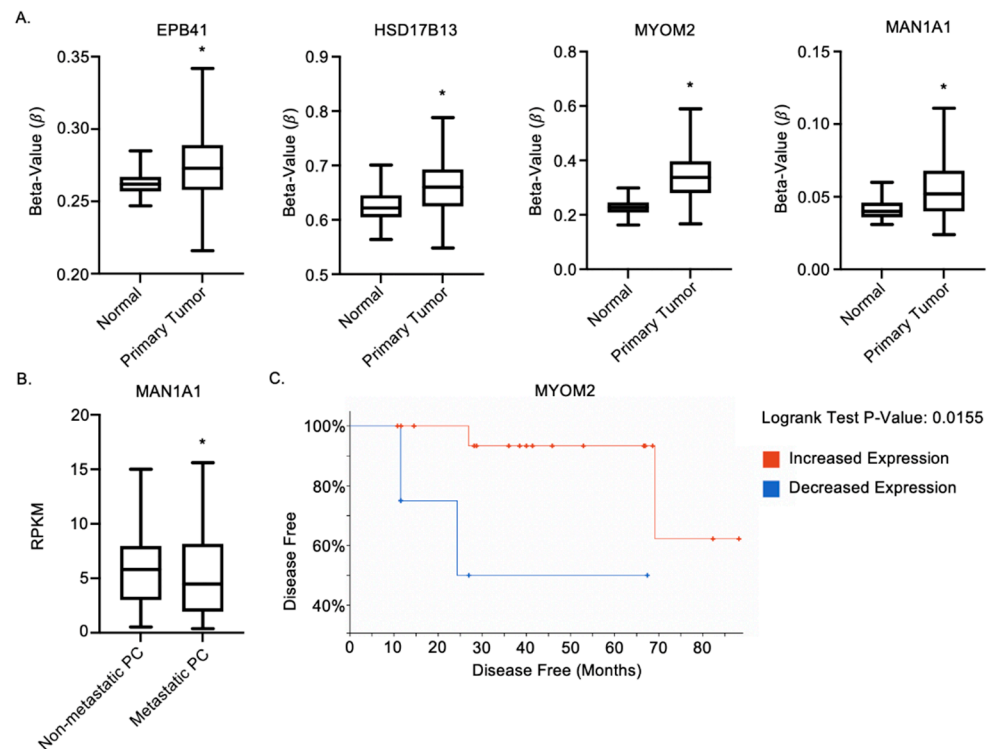 A.
EPB41
HSD17B13
MYOM2
MAN1A1
Beta-Value (β)
0.35
0.30
0.25
0.20
*
Normal
Primary Tumor
Beta-Value (β)
0.9
0.8
0.7
0.6
0.5
*
Normal
Primary Tumor
Beta-Value (β)
0.8
0.6
0.4
0.2
0.0
*
Normal
Primary Tumor
Beta-Value (β)
0.15
0.10
0.05
0.00
*
Normal
Primary Tumor
B.
MAN1A1
RPKM
20
15
10
5
0
*
Non-metastatic PC
Metastatic PC
C.
MYOM2
Disease Free
100%
80%
60%
40%
0 10 20 30 40 50 60 70 80
Disease Free (Months)
Logrank Test P-Value: 0.0155
Increased Expression
Decreased Expression